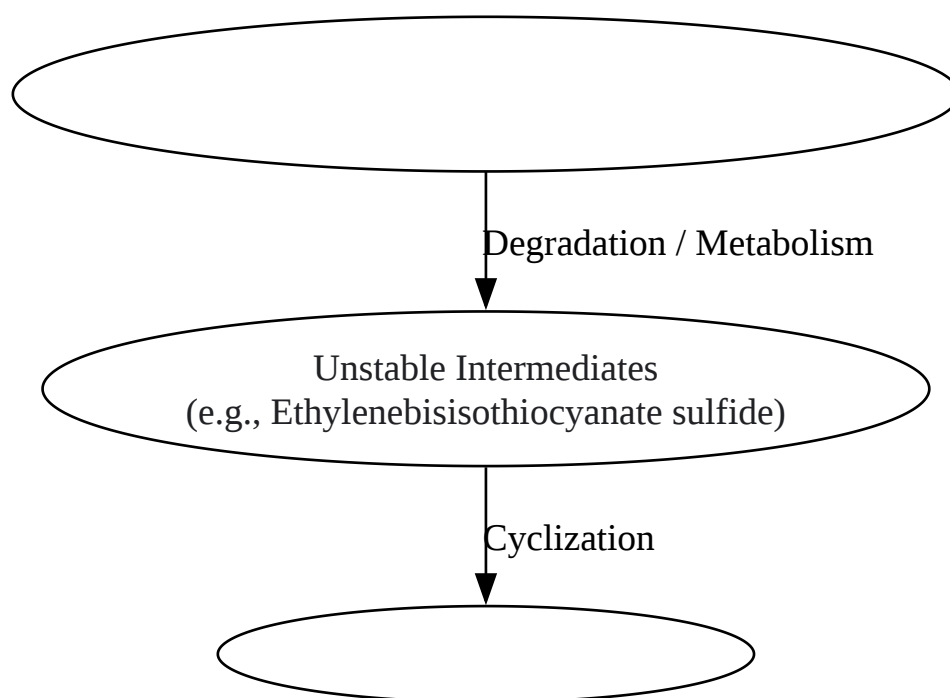 Degradation / Metabolism
Unstable Intermediates
(e.g., Ethylenebisisothiocyanate sulfide)
Cyclization